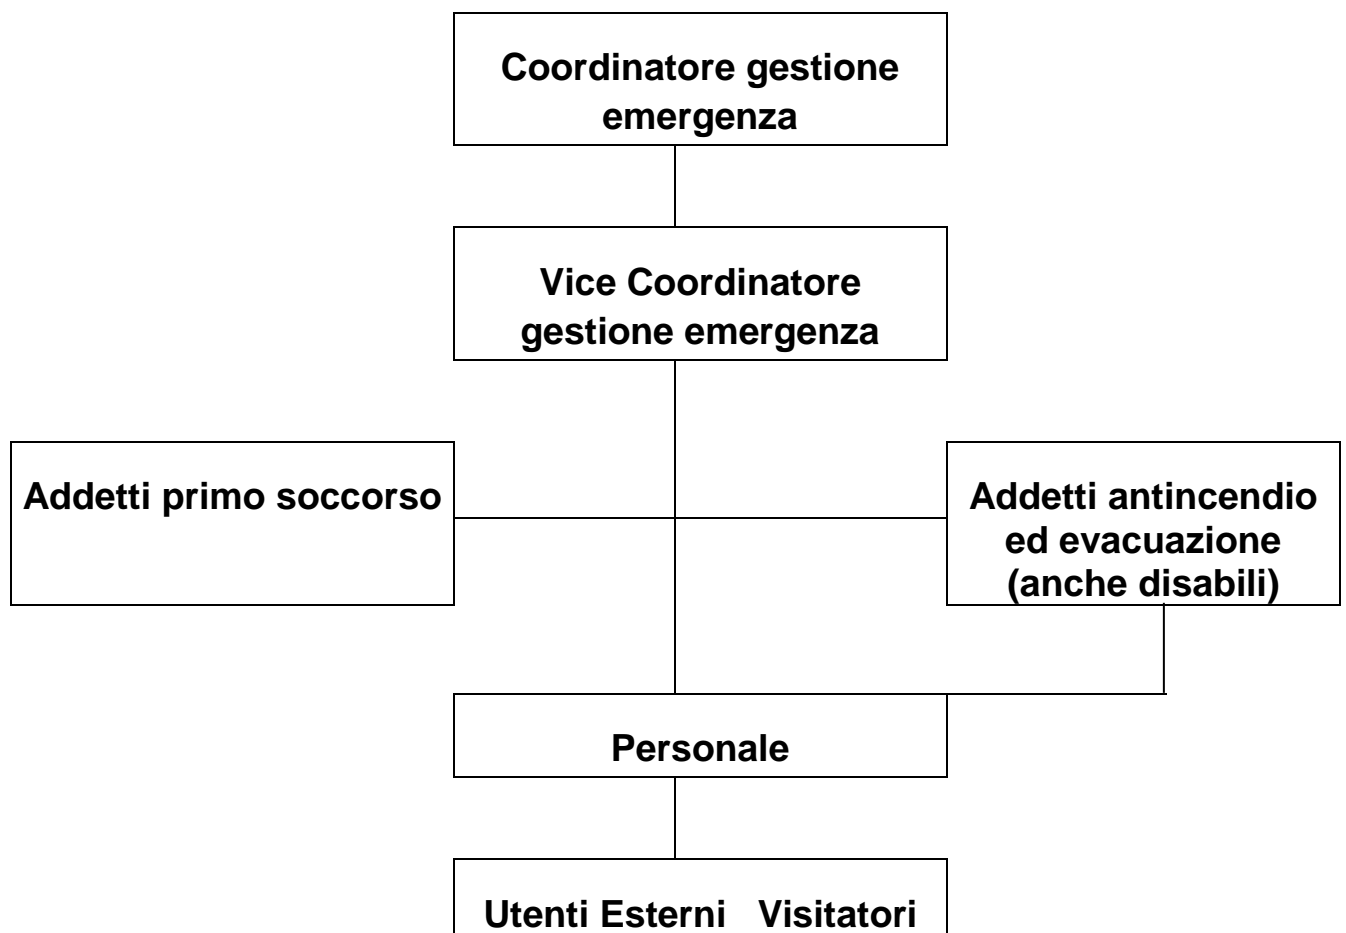 Coordinatore gestione
emergenza
Vice Coordinatore
gestione emergenza
Addetti primo soccorso
Addetti antincendio
ed evacuazione
(anche disabili)
Personale
Utenti Esterni Visitatori